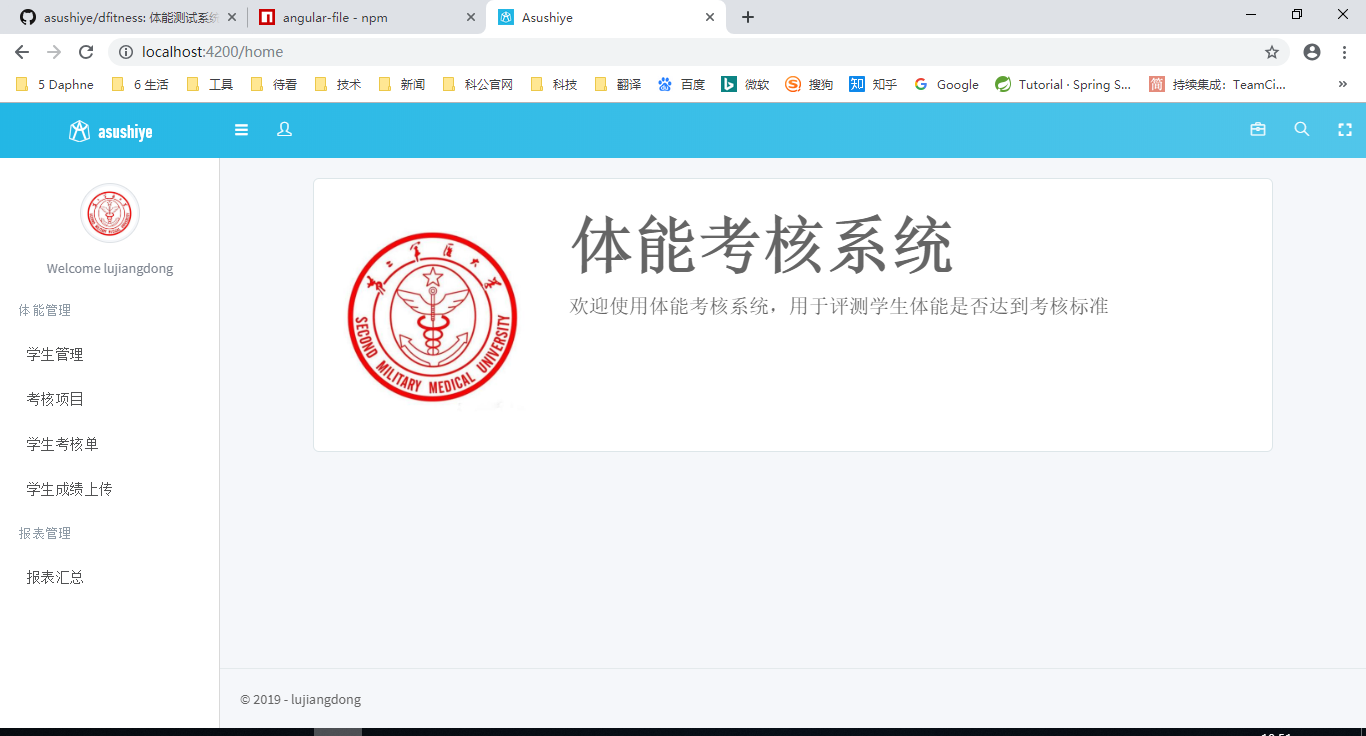 asushiye/dfitness: 体能测试系统
angular-file - npm
Asushiye
localhost:4200/home
5 Daphne
6 生活
工具
待看
技术
新闻
科公官网
科技
翻译
百度
微软
搜狗
知 知乎
Google
Tutorial · Spring S...
简 持续集成：TeamCi...
»
asushiye
Welcome lujiangdong
体能管理
学生管理
考核项目
学生考核单
学生成绩上传
报表管理
报表汇总
SECOND MILITARY MEDICAL UNIVERSITY
体能考核系统
欢迎使用体能考核系统，用于评测学生体能是否达到考核标准
© 2019 - lujiangdong